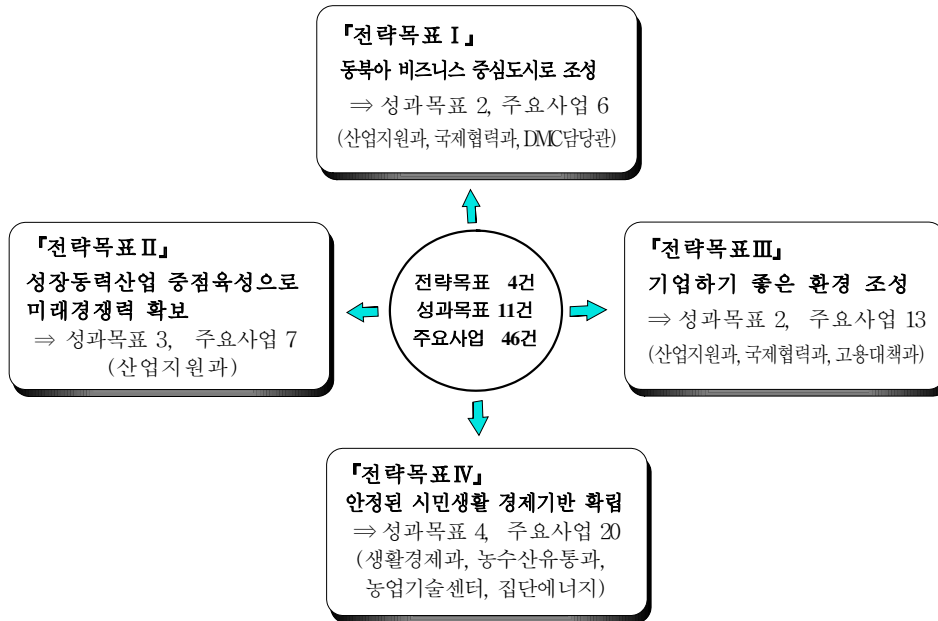 『전략목표Ⅰ』
동북아 비즈니스 중심도시로 조성
⇒ 성과목표 2, 주요사업 6
(산업지원과, 국제협력과, DMC담당관)
『전략목표Ⅱ』
성장동력산업 중점육성으로
미래경쟁력 확보
⇒ 성과목표 3, 주요사업 7
(산업지원과)
전략목표 4건
성과목표 11건
주요사업 46건
『전략목표Ⅲ』
기업하기 좋은 환경 조성
⇒ 성과목표 2, 주요사업 13
(산업지원과, 국제협력과, 고용대책과)
『전략목표Ⅳ』
안정된 시민생활 경제기반 확립
⇒ 성과목표 4, 주요사업 20
(생활경제과, 농수산유통과,
농업기술센터, 집단에너지)